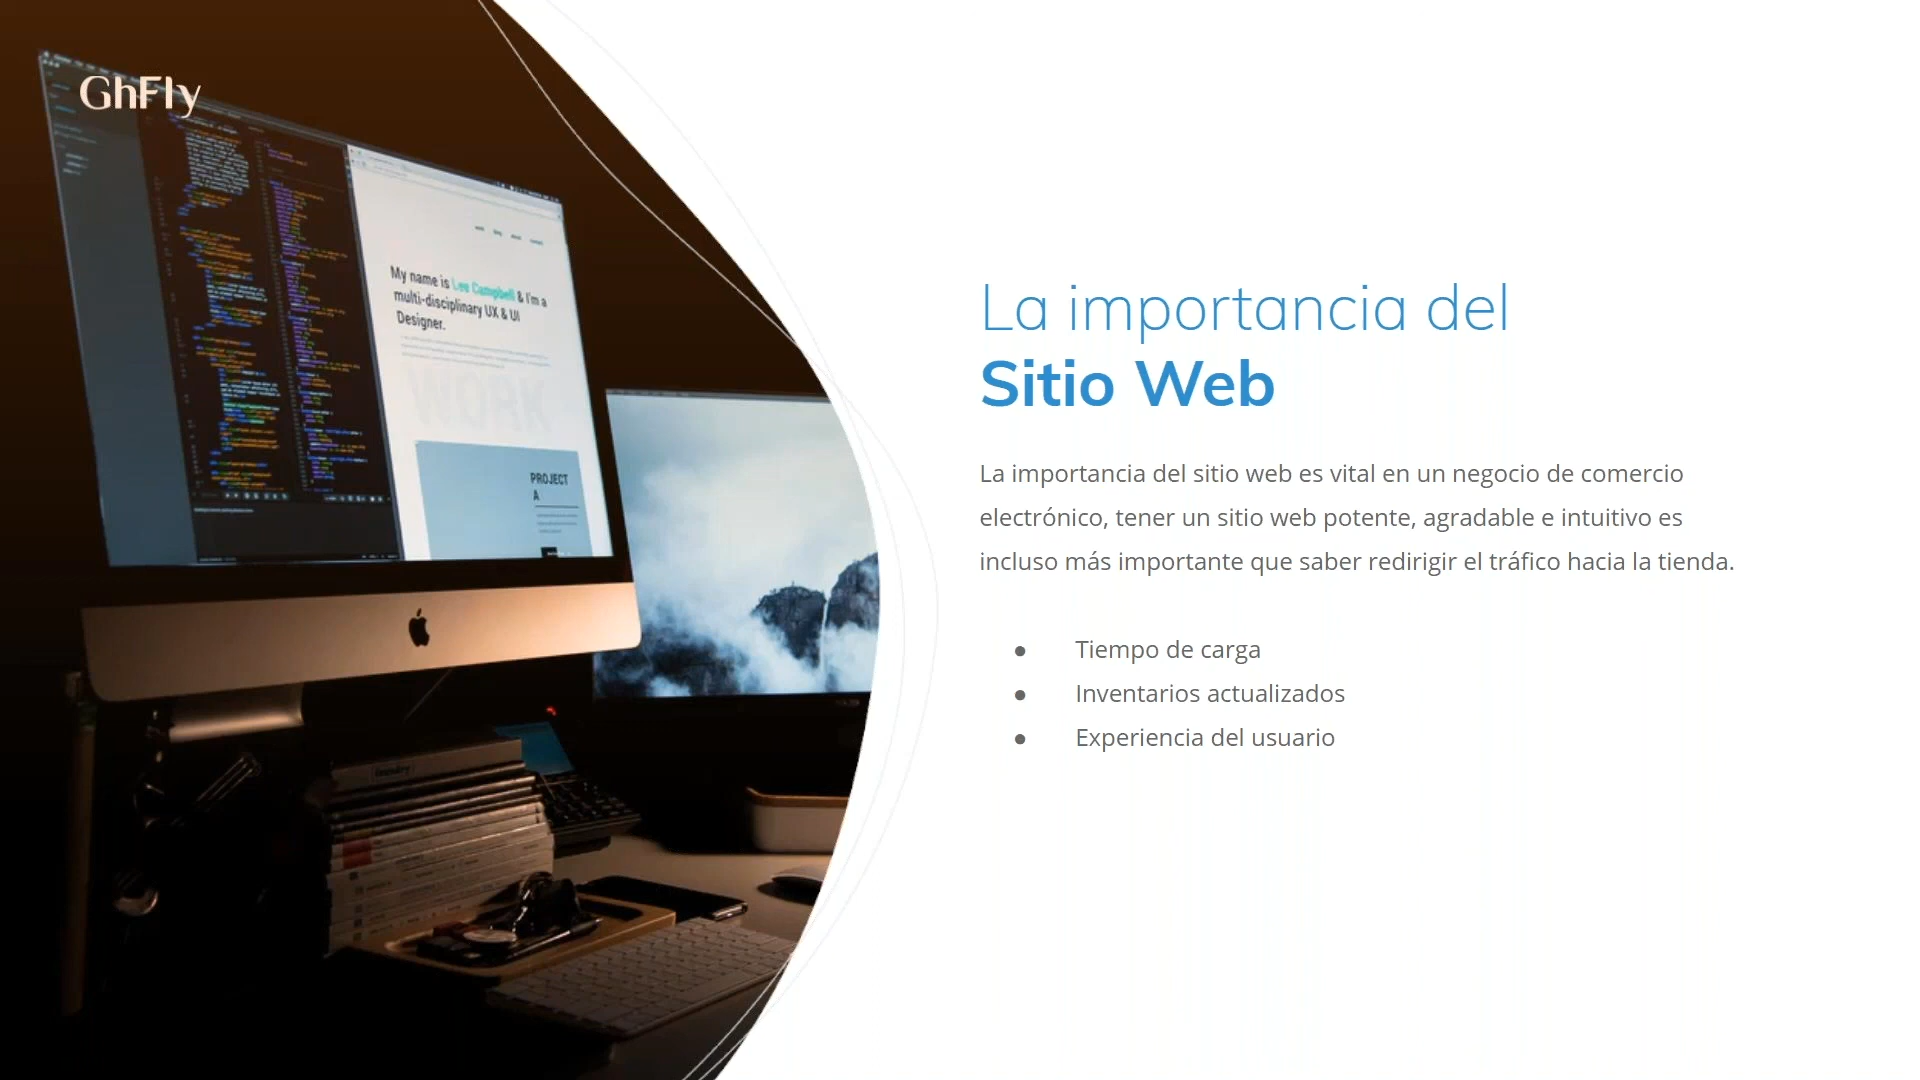 GhFly
My name is Lee Campbell & I'm a
multi-disciplinary UX & UI
Designer.
WORK
PROJECT
A
La importancia del
Sitio Web
La importancia del sitio web es vital en un negocio de comercio
electrónico, tener un sitio web potente, agradable e intuitivo es
incluso más importante que saber redirigir el tráfico hacia la tienda.
● Tiempo de carga
● Inventarios actualizados
● Experiencia del usuario